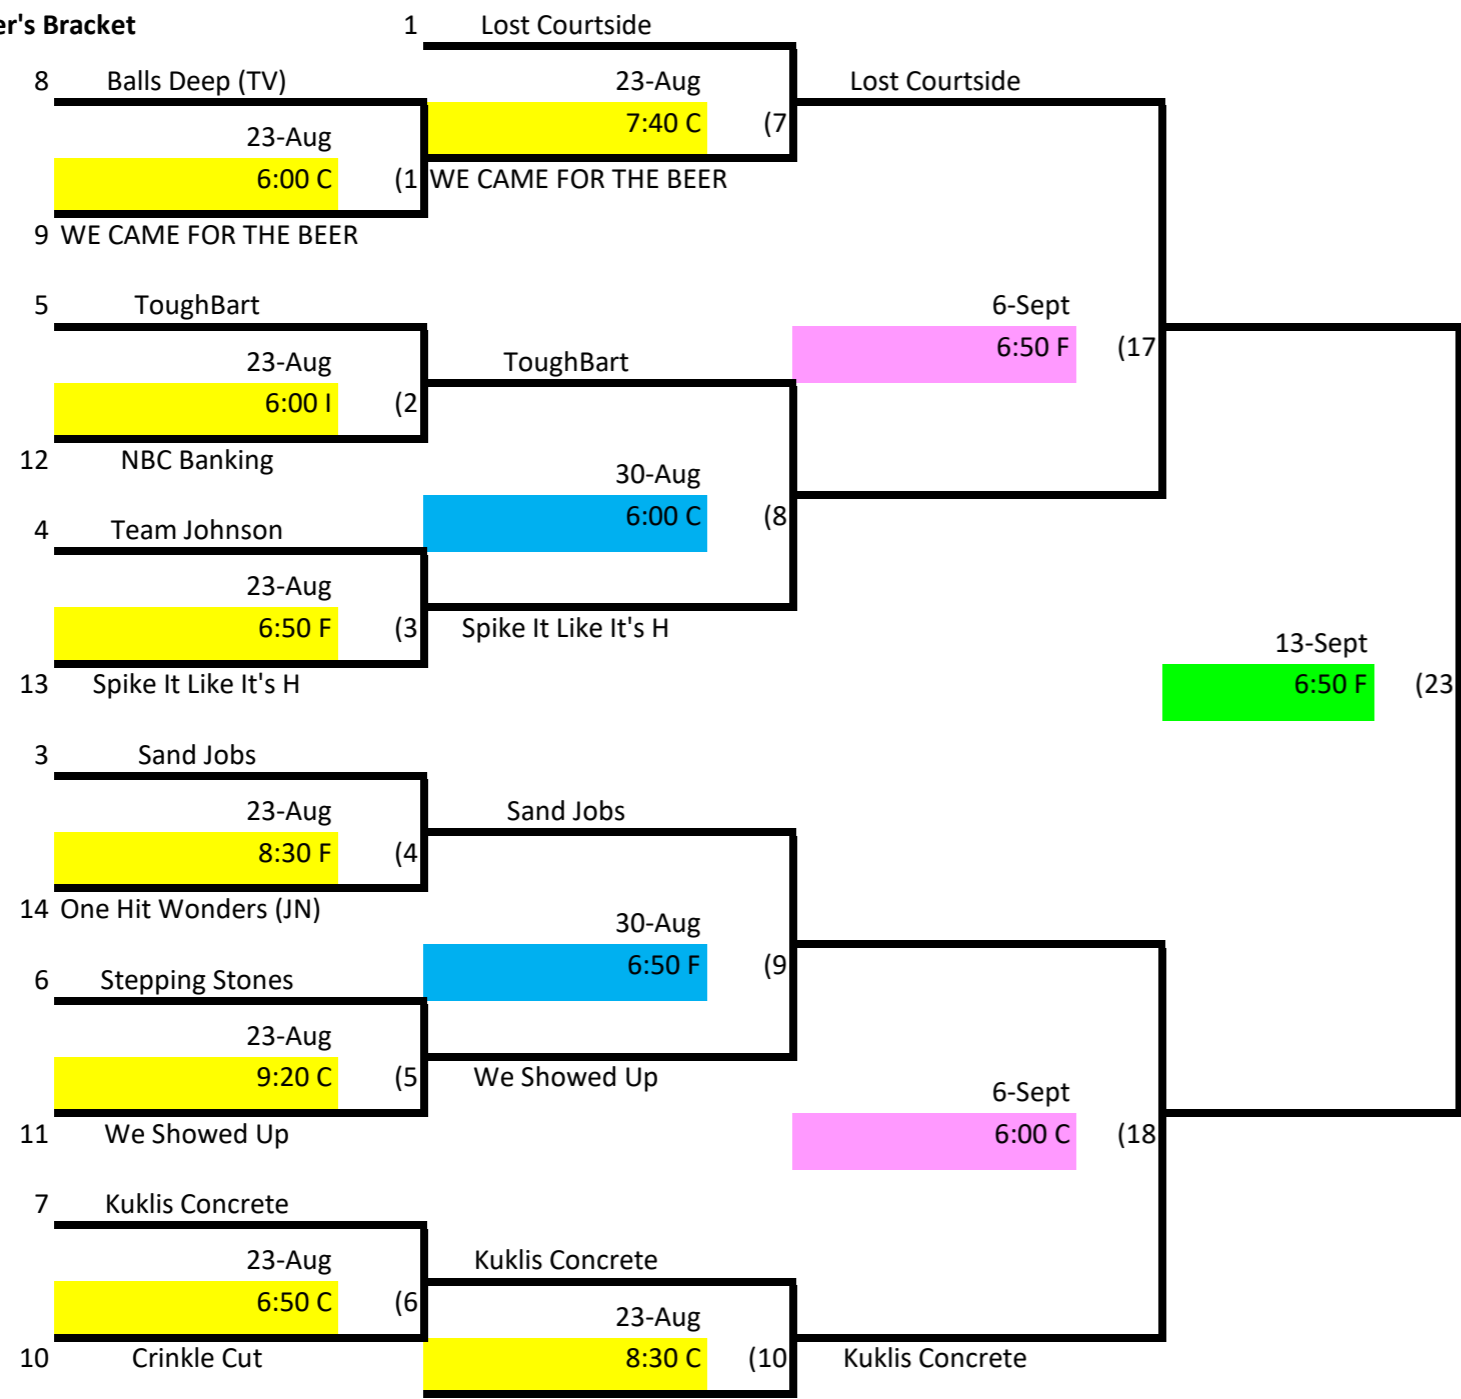 er's Bracket
1 Lost Courtside
8 Balls Deep (TV)
23-Aug
Lost Courtside
7:40 C (7
23-Aug
6:00 C (1
WE CAME FOR THE BEER
9 WE CAME FOR THE BEER
5 ToughBart
6-Sept
6:50 F (17
23-Aug
ToughBart
6:00 I (2
12 NBC Banking
30-Aug
6:00 C (8
4 Team Johnson
23-Aug
6:50 F (3
Spike It Like It's H
13-Sept
6:50 F (23
13 Spike It Like It's H
3 Sand Jobs
23-Aug
Sand Jobs
8:30 F (4
14 One Hit Wonders (JN)
30-Aug
6:50 F (9
6 Stepping Stones
23-Aug
9:20 C (5
We Showed Up
6-Sept
6:00 C (18
11 We Showed Up
7 Kuklis Concrete
23-Aug
Kuklis Concrete
6:50 C (6
23-Aug
8:30 C (10
Kuklis Concrete
10 Crinkle Cut